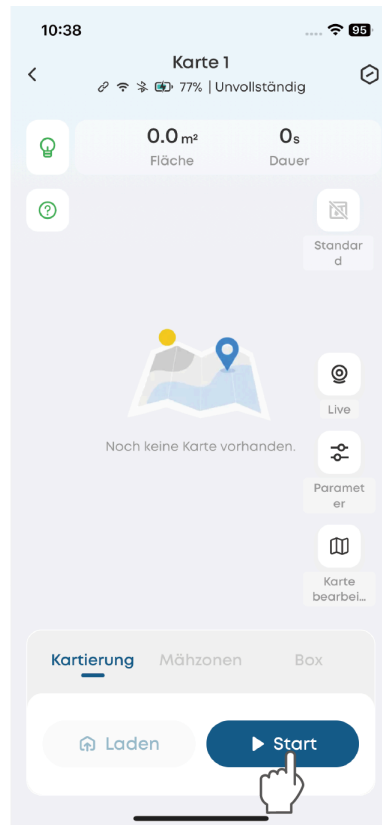 10:38
95
Karte 1
77% | Unvollständig
0.0 m²
0s
Fläche
Dauer
Standar
d
Live
Noch keine Karte vorhanden.
Paramet
er
Karte
bearbei...
Kartierung
Mähzonen
Box
Laden
Start